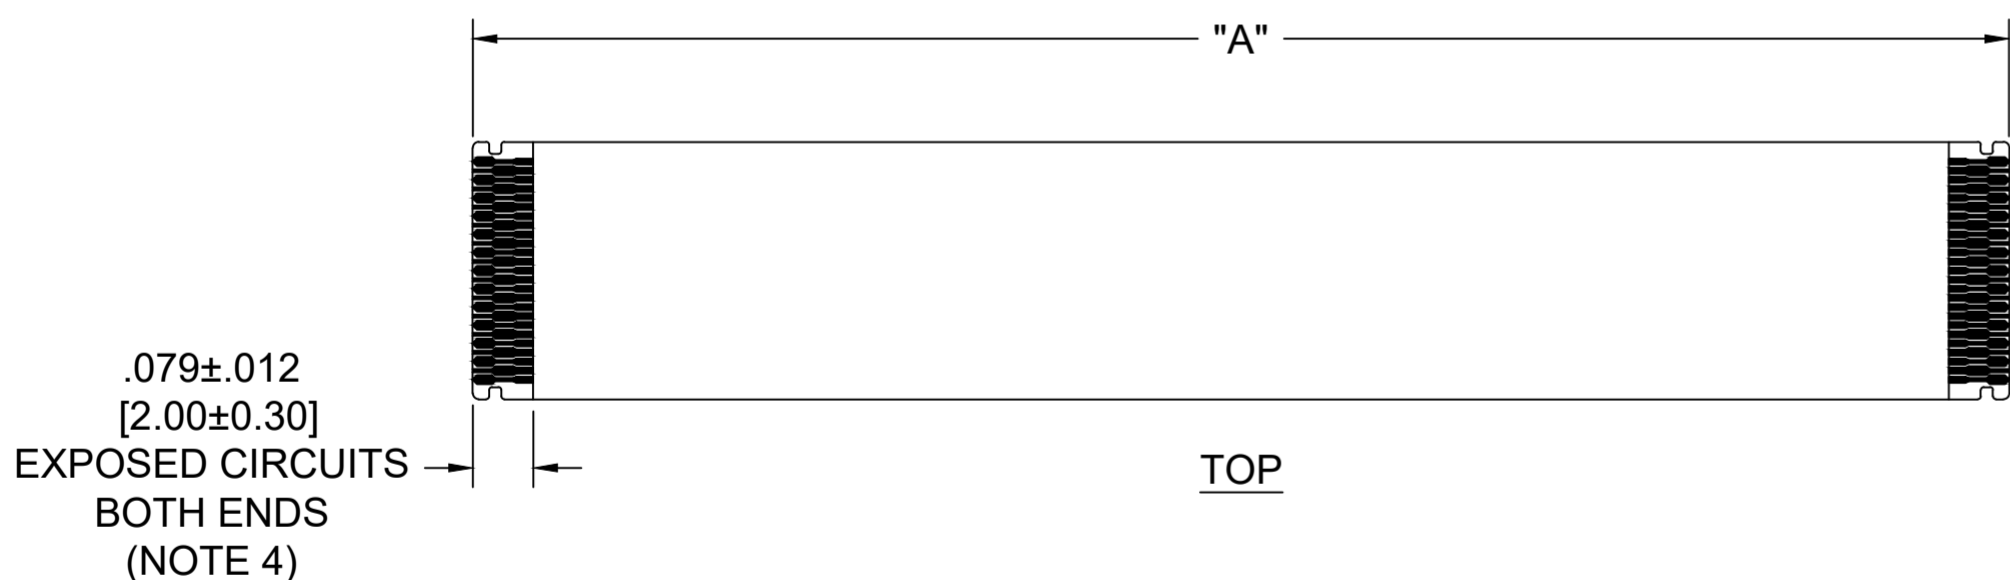 "A"
.079±.012
[2.00±0.30]
EXPOSED CIRCUITS
BOTH ENDS
(NOTE 4)
TOP